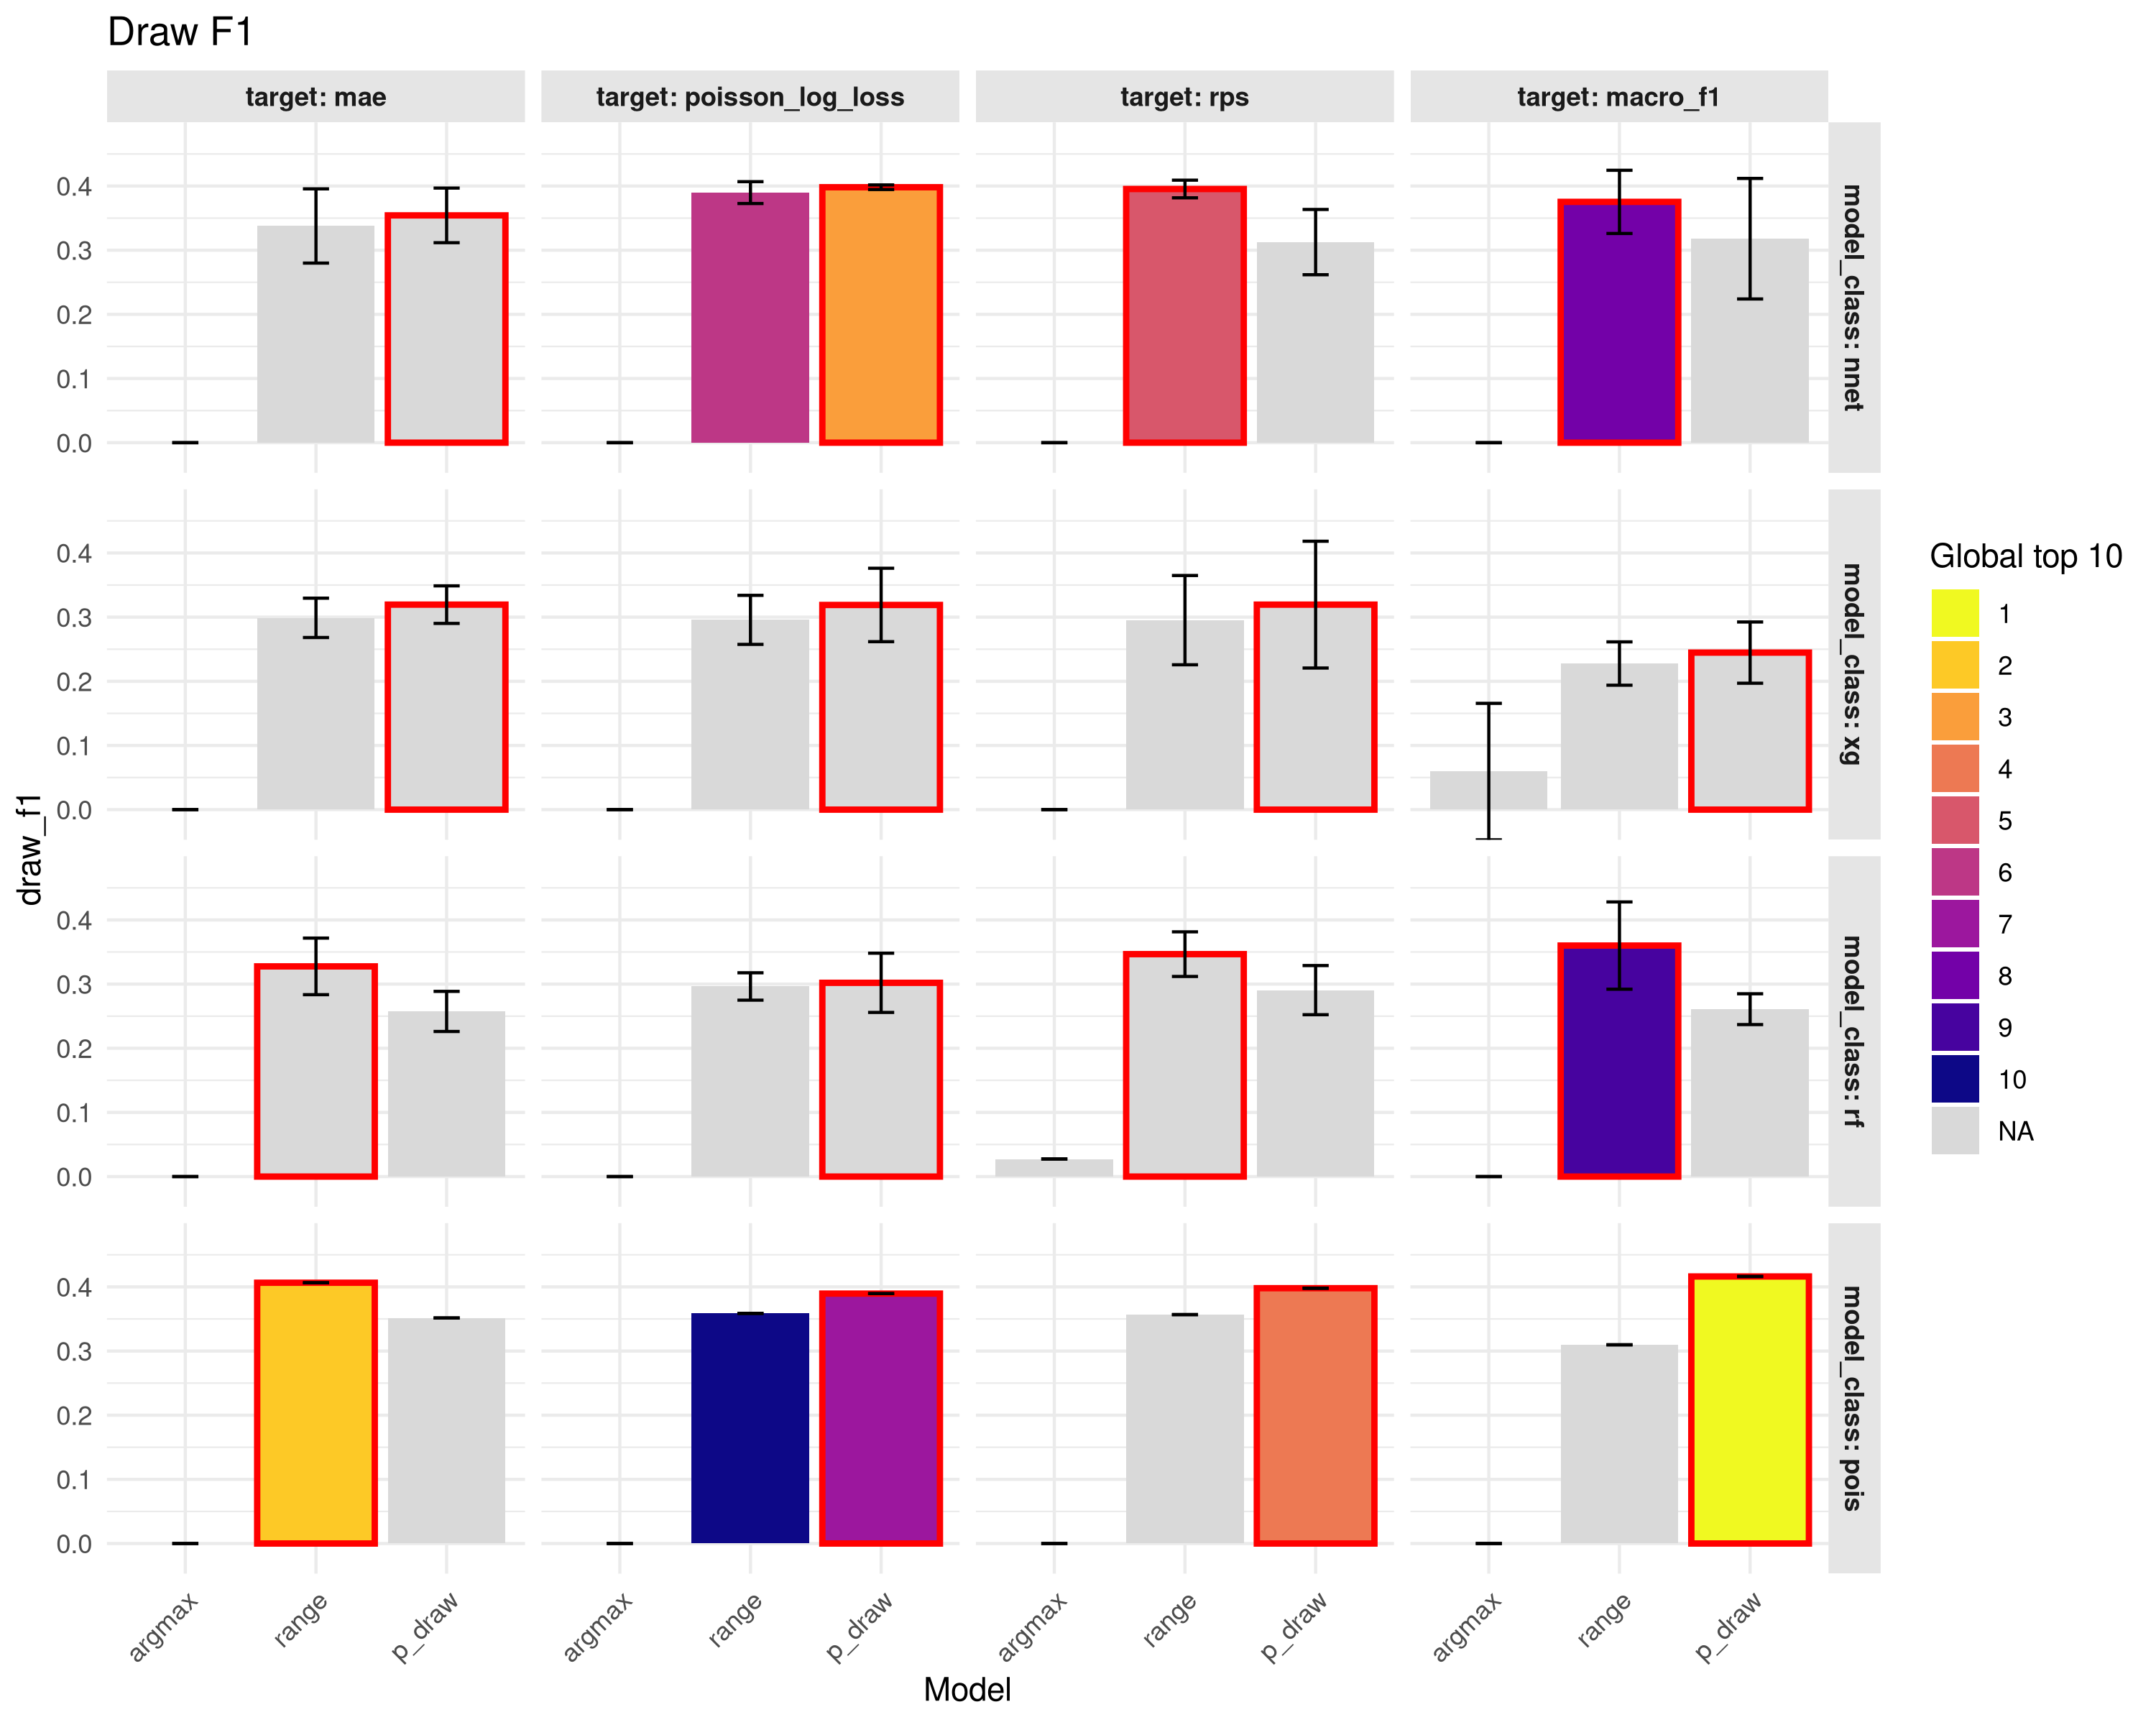 Draw F1
target: mae
target: poisson_log_loss
target: rps
target: macro_f1
draw_f1
0.4
0.3
0.2
0.1
0.0
model_class: nnet
0.4
0.3
0.2
0.1
0.0
model_class: xg
0.4
0.3
0.2
0.1
0.0
model_class: rf
0.4
0.3
0.2
0.1
0.0
model_class: pois
argmax
range
p_draw
argmax
range
p_draw
argmax
range
p_draw
argmax
range
p_draw
Model
Global top 10
1
2
3
4
5
6
7
8
9
10
NA